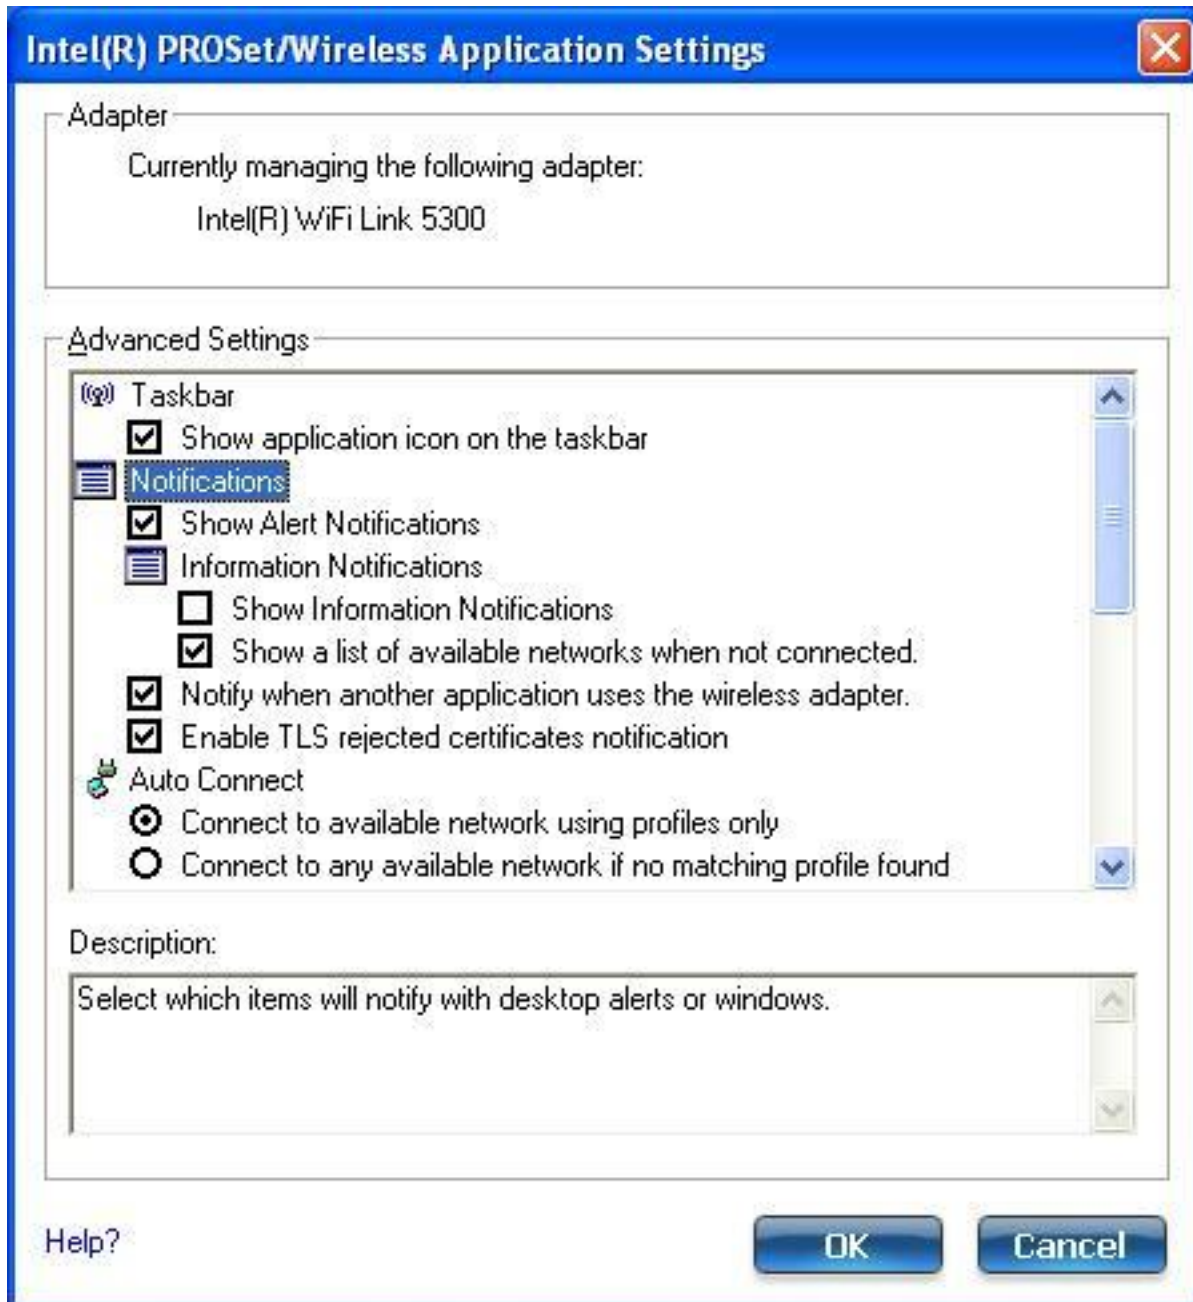 Intel(R) PROSet/Wireless Application Settings
Adapter
Currently managing the following adapter:
Intel(R) WiFi Link 5300
Advanced Settings
Taskbar
Show application icon on the taskbar
Notifications
Show Alert Notifications
Information Notifications
Show Information Notifications
Show a list of available networks when not connected.
Notify when another application uses the wireless adapter.
Enable TLS rejected certificates notification
Auto Connect
Connect to available network using profiles only
Connect to any available network if no matching profile found
Description:
Select which items will notify with desktop alerts or windows.
Help?
OK
Cancel